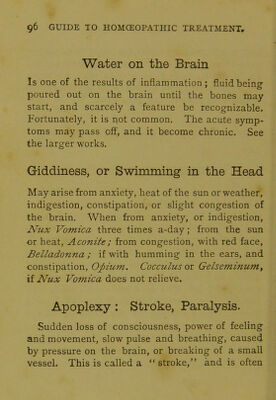 96 GUIDE TO HOMŒOPATHIC TREATMENT.
Water on the Brain
Is one of the results of inflammation; fluid being
poured out on the brain until the bones may
start, and scarcely a feature be recognizable.
Fortunately, it is not common. The acute symp-
toms may pass off, and it become chronic. See
the larger works.
Giddiness, or Swimming in the Head
May arise from anxiety, heat of the sun or weather,
indigestion, constipation, or slight congestion of
the brain. When from anxiety, or indigestion,
Nux Vomica three times a-day; from the sun
or heat, Aconite; from congestion, with red face,
Belladonna; if with humming in the ears, and
constipation, Opium. Cocculus or Gelseminum,
if Nux Vomica does not relieve.
Apoplexy: Stroke, Paralysis.
Sudden loss of consciousness, power of feeling
and movement, slow pulse and breathing, caused
by pressure on the brain, or breaking of a small
vessel. This is called a "stroke," and is often